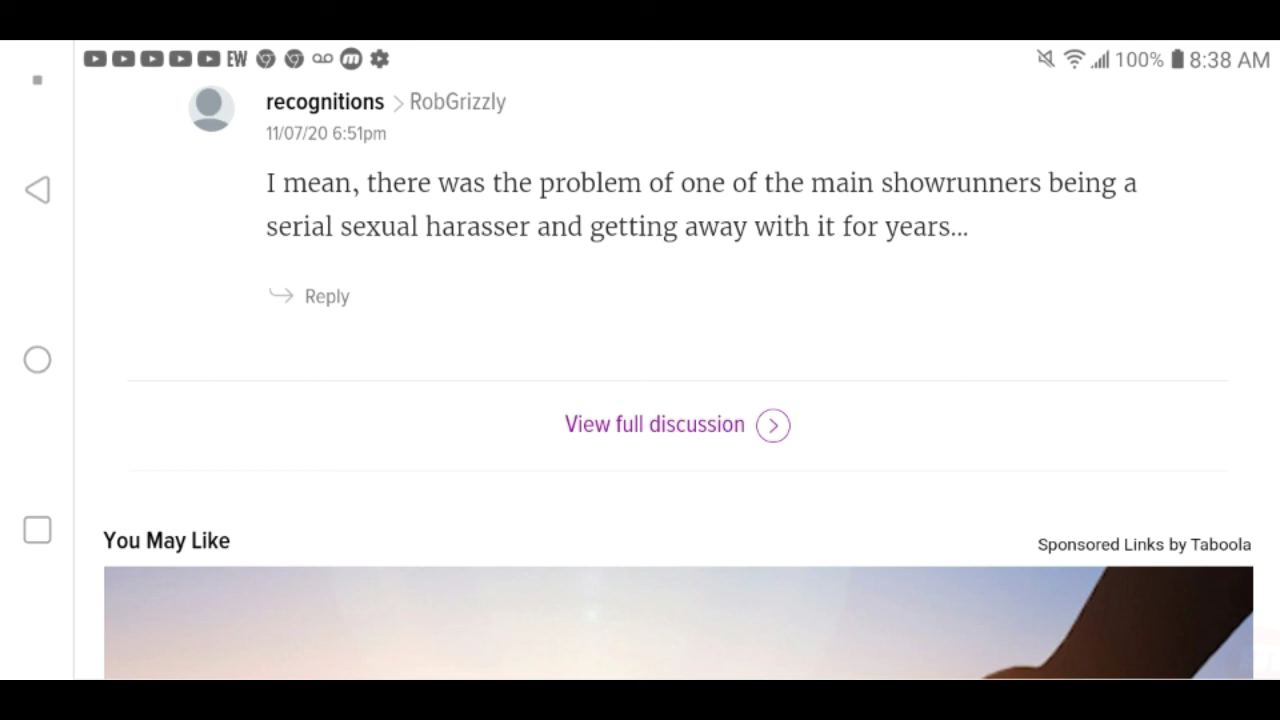 EW 100% 8:38 AM
recognitions > RobGrizzly
11/07/20 6:51pm
I mean, there was the problem of one of the main showrunners being a
serial sexual harasser and getting away with it for years...
Reply
View full discussion
You May Like
Sponsored Links by Taboola